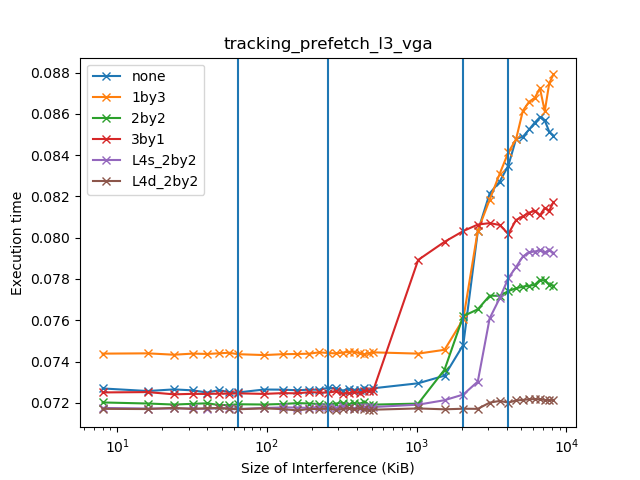 tracking_prefetch_l3_vga
none
1by3
2by2
3by1
L4s_2by2
L4d_2by2
Execution time
0.088
0.086
0.084
0.082
0.080
0.078
0.076
0.074
0.072
10¹ 10² 10³ 10⁴
Size of Interference (KiB)